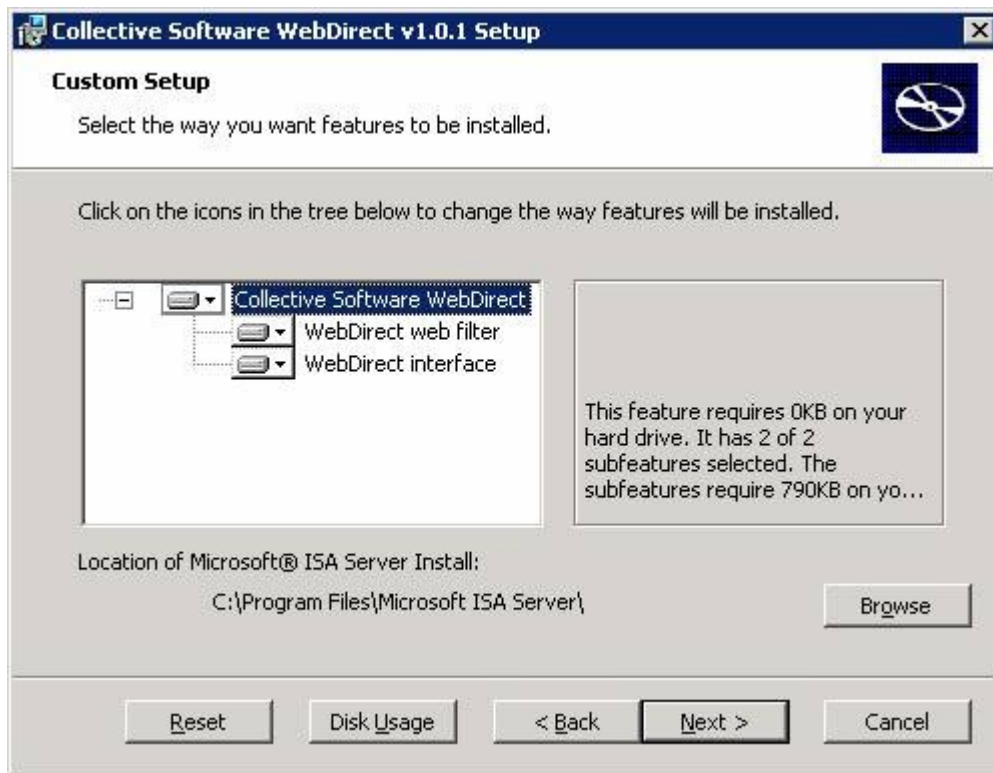 Collective Software WebDirect v1.0.1 Setup
Custom Setup
Select the way you want features to be installed.
Click on the icons in the tree below to change the way features will be installed.
Collective Software WebDirect
WebDirect web filter
WebDirect interface
This feature requires 0KB on your
hard drive. It has 2 of 2
subfeatures selected. The
subfeatures require 790KB on yo...
Location of Microsoft® ISA Server Install:
C:\Program Files\Microsoft ISA Server\
Browse
Reset
Disk Usage
< Back
Next >
Cancel